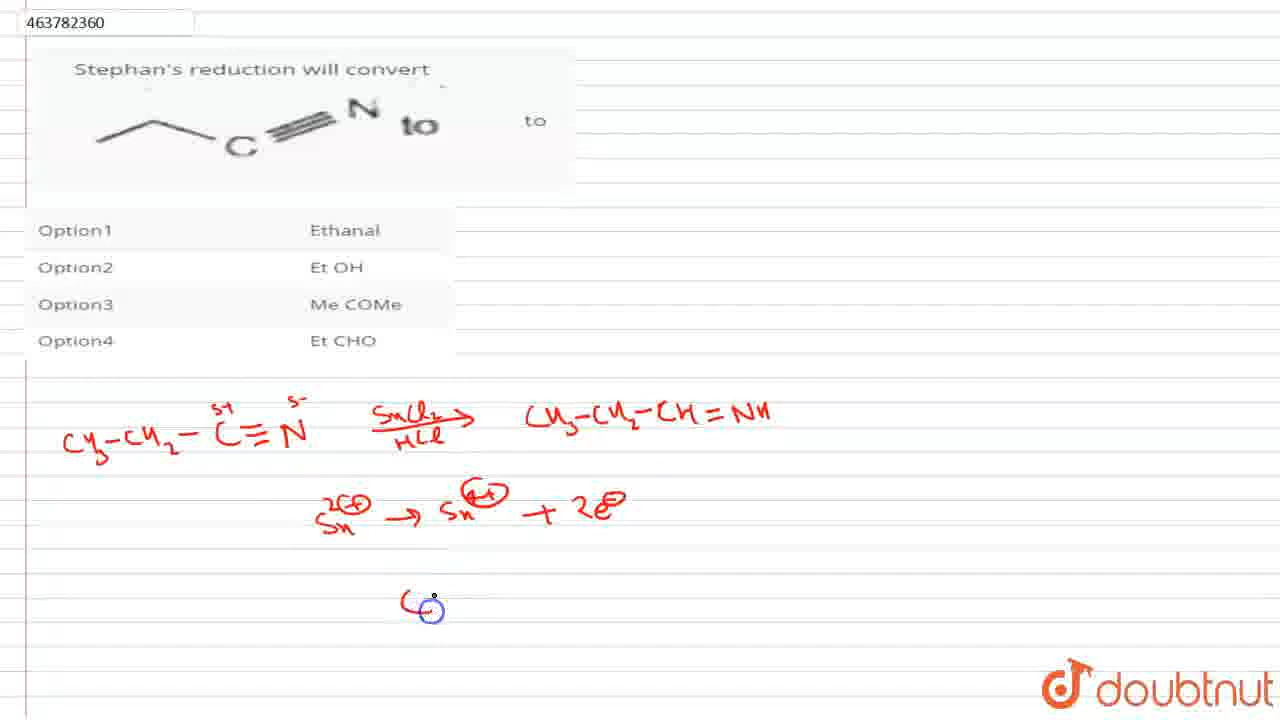 463782360
Stephan's reduction will convert
C≡N to to
Option1 Ethanal
Option2 Et OH
Option3 Me COMe
Option4 Et CHO
CH₃–CH₂–C≡N δ+ δ- SnCl₂ HCl → CH₃–CH₂–CH=NH
Sn²⊕ → Sn⁴⁺ + 2e⊖
C
doubtnut